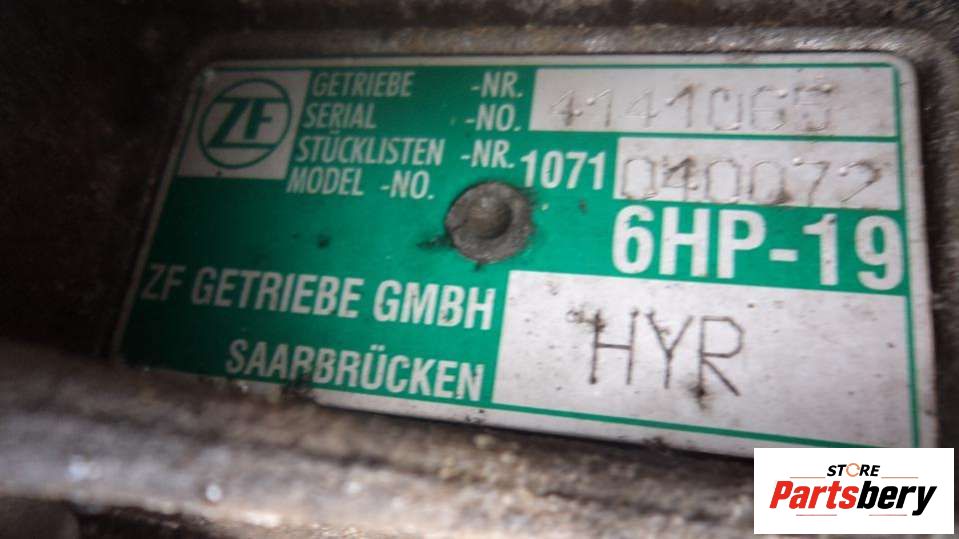 ZF
GETRIEBE -NR. 4141065
SERIAL -NO.
STÜCKLISTEN -NR. 1071 040072
MODEL -NO.
6HP-19
ZF GETRIEBE GMBH
SAARBRÜCKEN
HYR
STORE
Partsbery